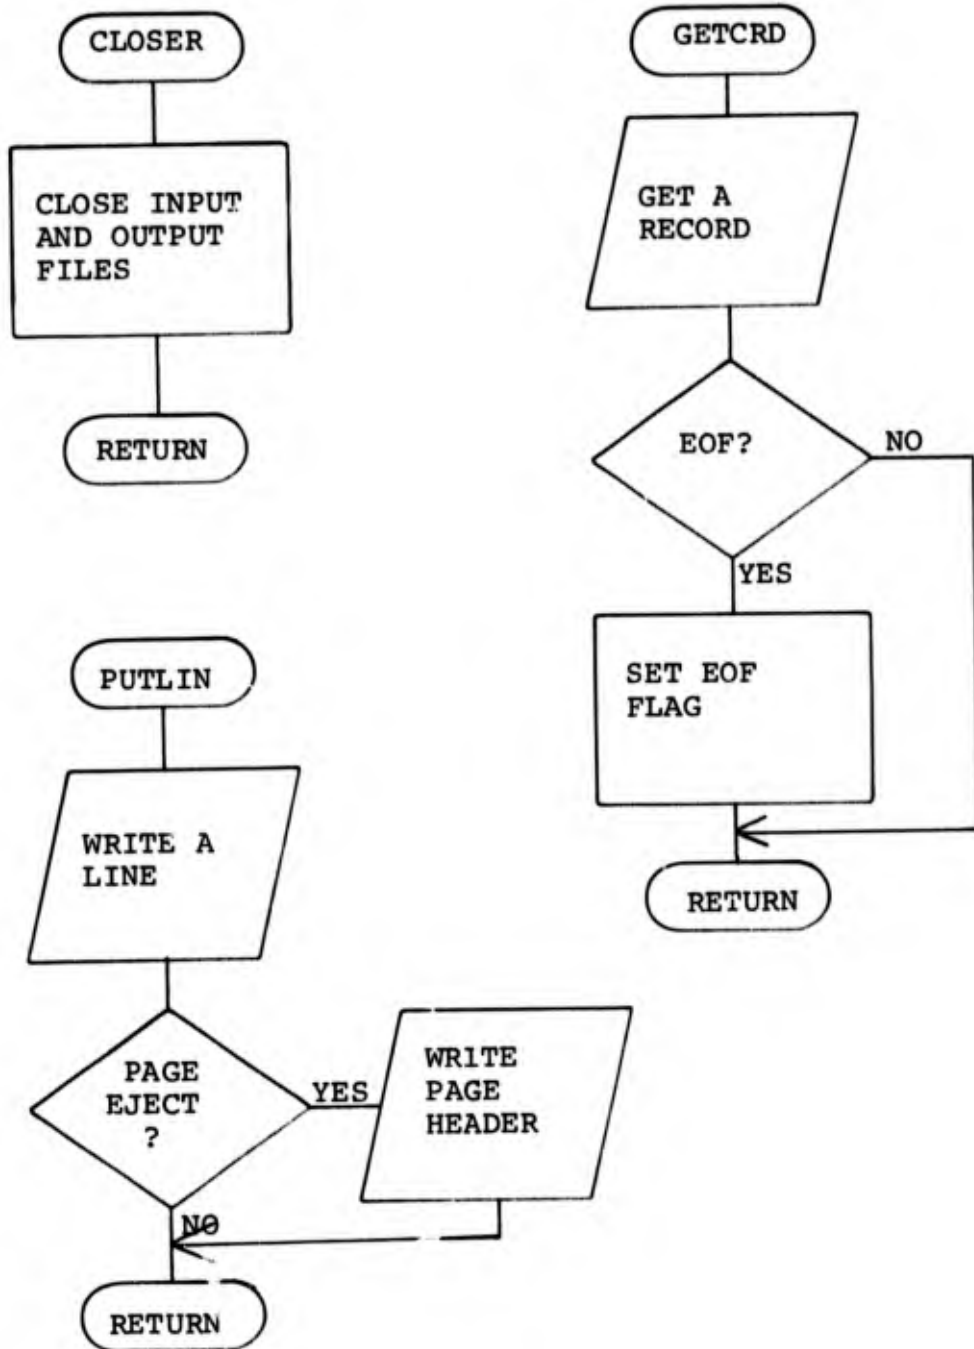 CLOSER
CLOSE INPUT
AND OUTPUT
FILES
RETURN
GETCRD
GET A
RECORD
EOF?
NO
YES
SET EOF
FLAG
RETURN
PUTLIN
WRITE A
LINE
PAGE
EJECT
?
YES
WRITE
PAGE
HEADER
NO
RETURN